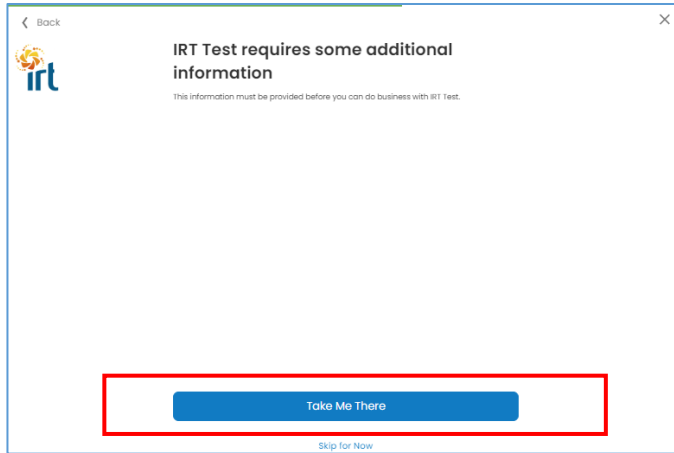 Back
irt
IRT Test requires some additional
information
This information must be provided before you can do business with IRT Test.
Take Me There
Skip for Now